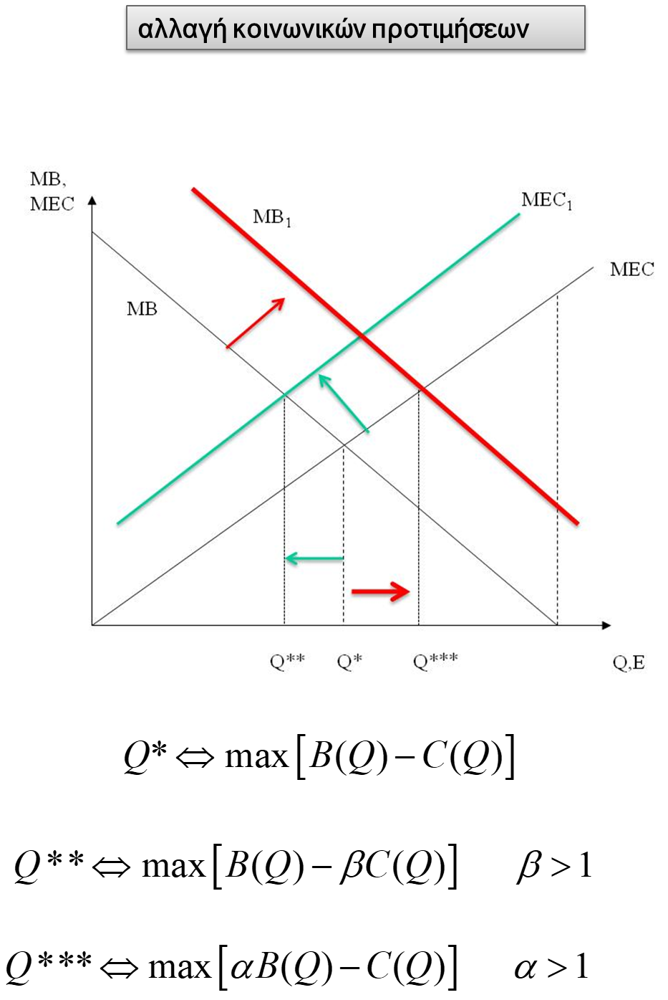 αλλαγή κοινωνικών προτιμήσεων
MB,
MEC
MB₁
MEC₁
MEC
MB
Q** Q* Q*** Q,E
Q* ⇔ max[B(Q) − C(Q)]
Q** ⇔ max[B(Q) − βC(Q)] β > 1
Q*** ⇔ max[αB(Q) − C(Q)] α > 1